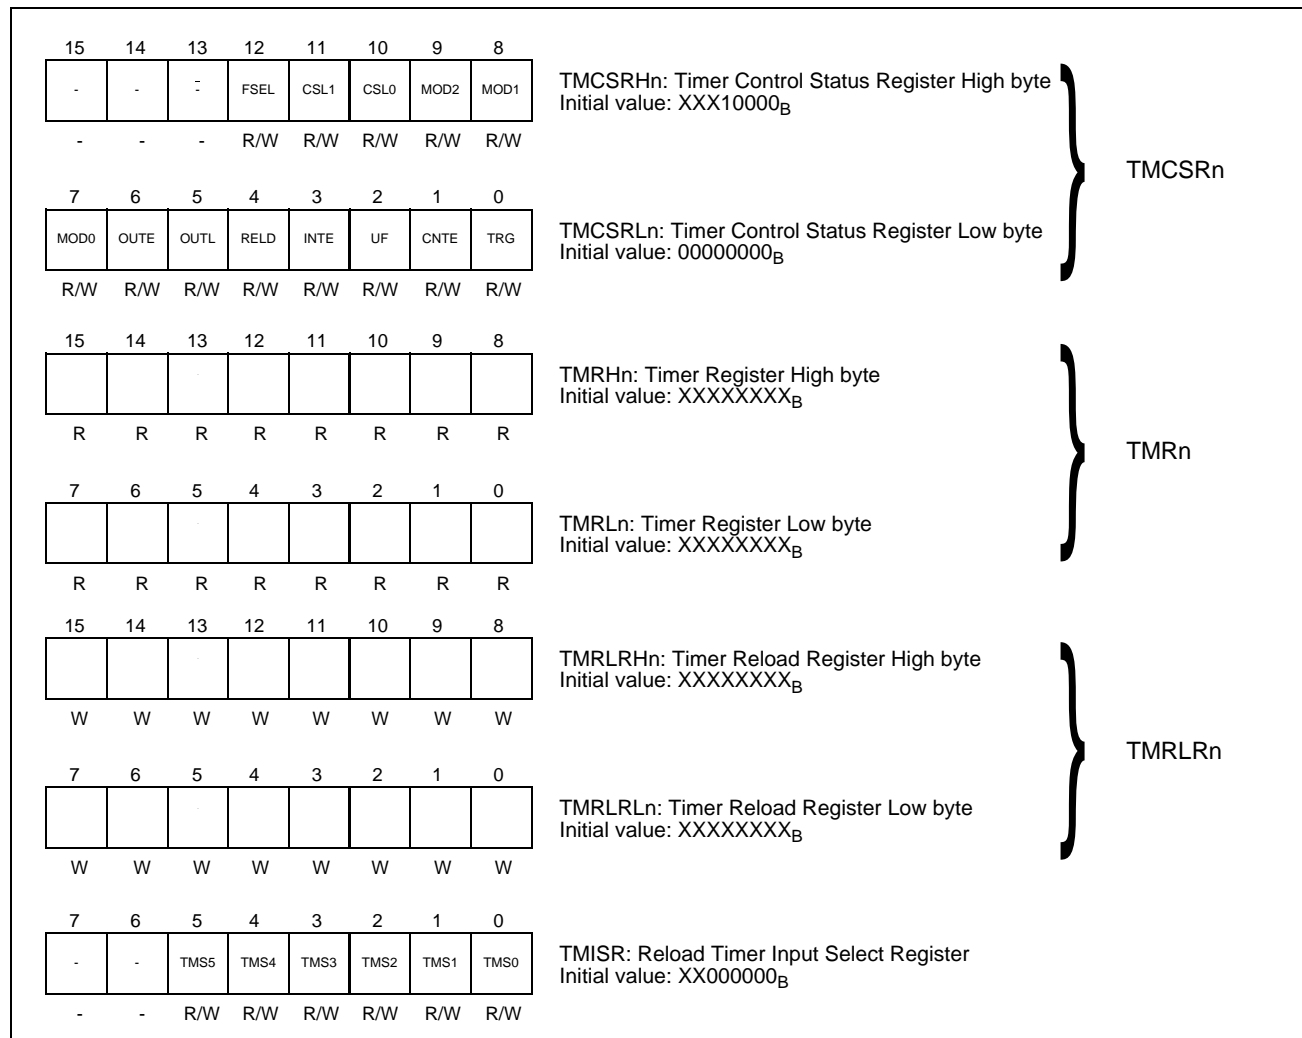 15 14 13 12 11 10 9 8
- - - FSEL CSL1 CSL0 MOD2 MOD1
TMCSRHn: Timer Control Status Register High byte
Initial value: XXX10000B
- - - R/W R/W R/W R/W R/W
TMCSRn
7 6 5 4 3 2 1 0
MOD0 OUTE OUTL RELD INTE UF CNTE TRG
TMCSRLn: Timer Control Status Register Low byte
Initial value: 00000000B
R/W R/W R/W R/W R/W R/W R/W R/W
15 14 13 12 11 10 9 8
TMRHn: Timer Register High byte
Initial value: XXXXXXXXB
R R R R R R R R
TMRn
7 6 5 4 3 2 1 0
TMRLn: Timer Register Low byte
Initial value: XXXXXXXXB
R R R R R R R R
15 14 13 12 11 10 9 8
TMRLRHn: Timer Reload Register High byte
Initial value: XXXXXXXXB
W W W W W W W W
TMRLRn
7 6 5 4 3 2 1 0
TMRLRLn: Timer Reload Register Low byte
Initial value: XXXXXXXXB
W W W W W W W W
7 6 5 4 3 2 1 0
- - TMS5 TMS4 TMS3 TMS2 TMS1 TMS0
TMISR: Reload Timer Input Select Register
Initial value: XX000000B
- - R/W R/W R/W R/W R/W R/W